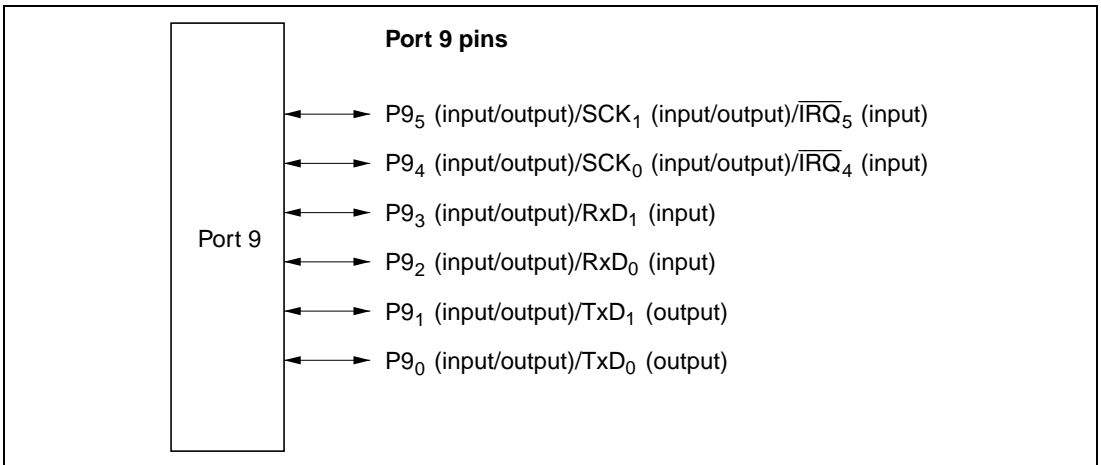 Port 9 pins
P9₅ (input/output)/SCK₁ (input/output)/I̅R̅Q̅₅ (input)
P9₄ (input/output)/SCK₀ (input/output)/I̅R̅Q̅₄ (input)
P9₃ (input/output)/RxD₁ (input)
Port 9
P9₂ (input/output)/RxD₀ (input)
P9₁ (input/output)/TxD₁ (output)
P9₀ (input/output)/TxD₀ (output)